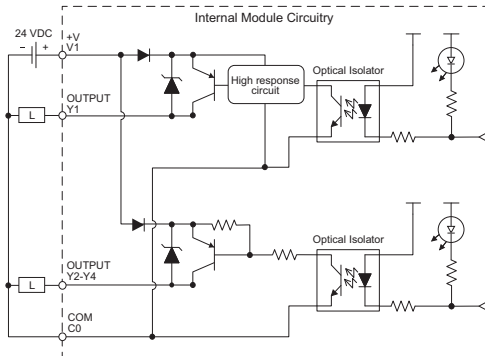 Internal Module Circuitry
24 VDC
− +
+V
V1
High response
circuit
Optical Isolator
OUTPUT
Y1
L
Optical Isolator
OUTPUT
Y2-Y4
L
COM
C0